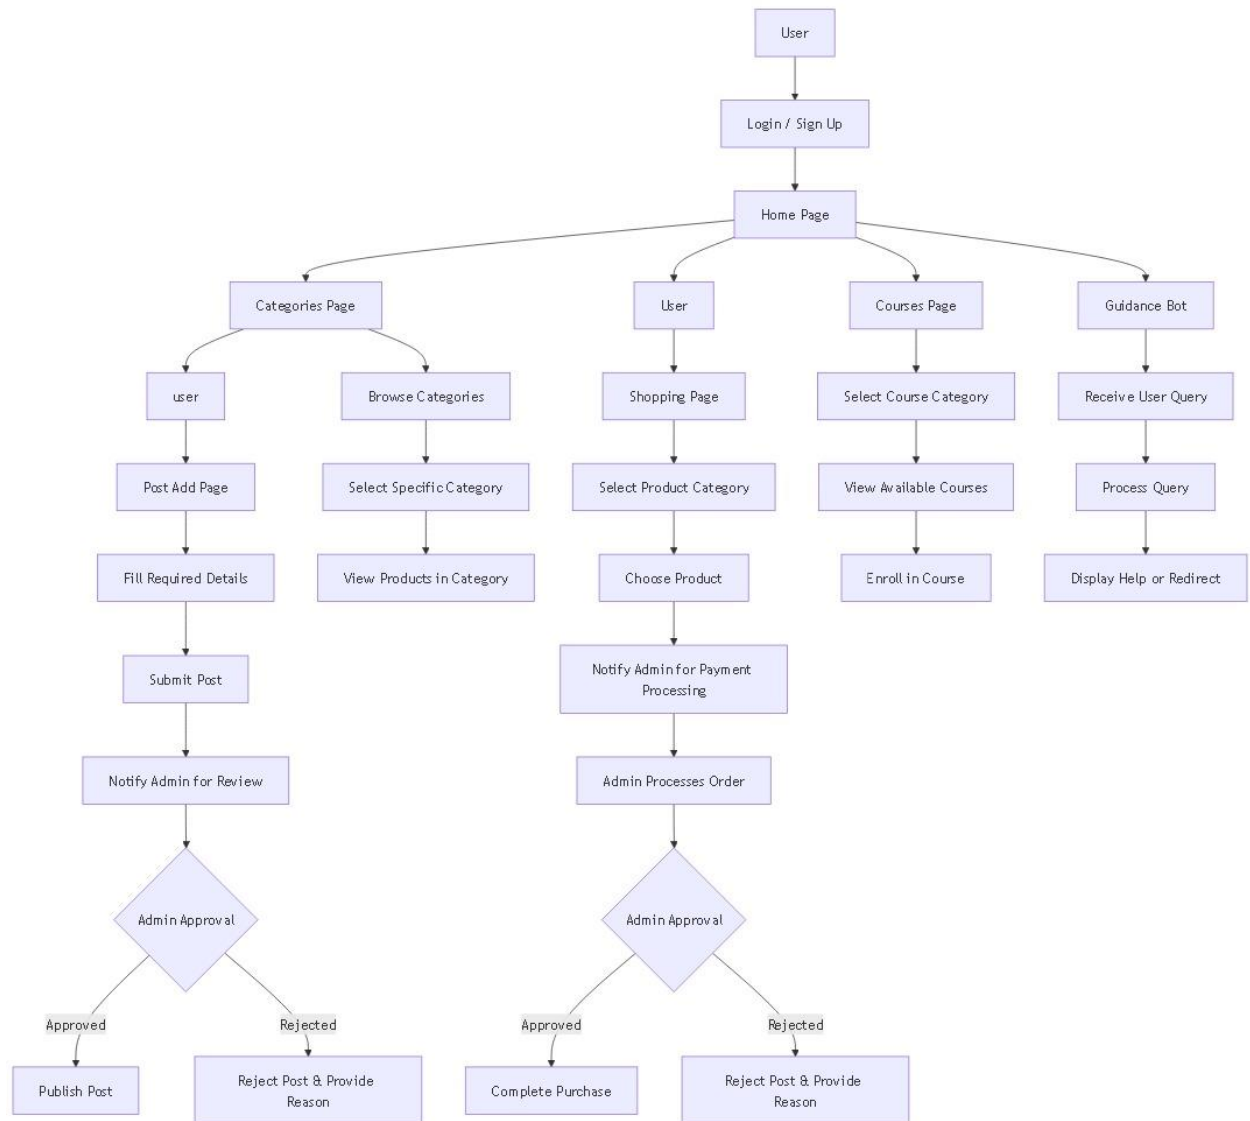 User
Login / Sign Up
Home Page
Categories Page
User
Courses Page
Guidance Bot
user
Browse Categories
Shopping Page
Select Course Category
Receive User Query
Post Add Page
Select Specific Category
Select Product Category
View Available Courses
Process Query
Fill Required Details
View Products in Category
Choose Product
Enroll in Course
Display Help or Redirect
Submit Post
Notify Admin for Payment
Processing
Notify Admin for Review
Admin Processes Order
Admin Approval
Admin Approval
Approved
Rejected
Approved
Rejected
Publish Post
Reject Post & Provide
Reason
Complete Purchase
Reject Post & Provide
Reason